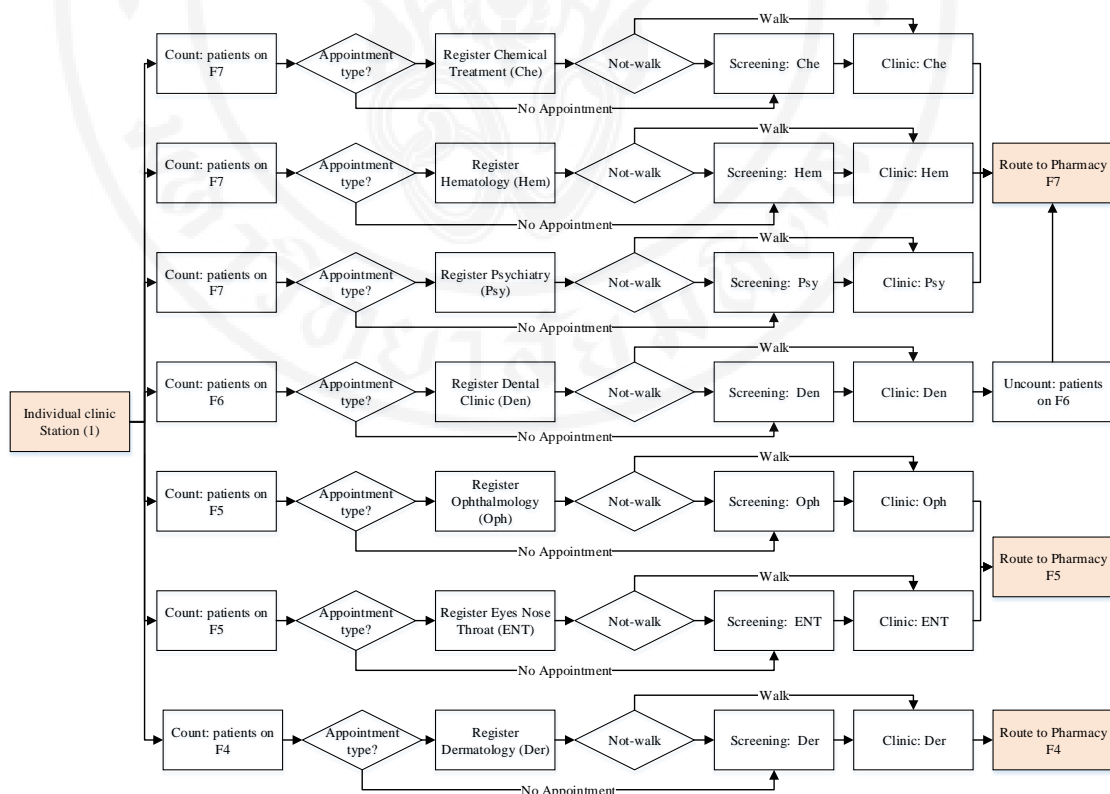 Walk
Count: patients on
F7
Appointment
type?
Register Chemical
Treatment (Che)
Not-walk
Screening: Che
Clinic: Che
No Appointment
Walk
Count: patients on
F7
Appointment
type?
Register
Hematology (Hem)
Not-walk
Screening: Hem
Clinic: Hem
Route to Pharmacy
F7
No Appointment
Walk
Count: patients on
F7
Appointment
type?
Register Psychiatry
(Psy)
Not-walk
Screening: Psy
Clinic: Psy
No Appointment
Walk
Individual clinic
Station (1)
Count: patients on
F6
Appointment
type?
Register Dental
Clinic (Den)
Not-walk
Screening: Den
Clinic: Den
Uncount: patients
on F6
No Appointment
Walk
Count: patients on
F5
Appointment
type?
Register
Ophthalmology
(Oph)
Not-walk
Screening: Oph
Clinic: Oph
No Appointment
Route to Pharmacy
F5
Walk
Count: patients on
F5
Appointment
type?
Register Eyes Nose
Throat (ENT)
Not-walk
Screening: ENT
Clinic: ENT
No Appointment
Walk
Count: patients on
F4
Appointment
type?
Register
Dermatology (Der)
Not-walk
Screening: Der
Clinic: Der
Route to Pharmacy
F4
No Appointment